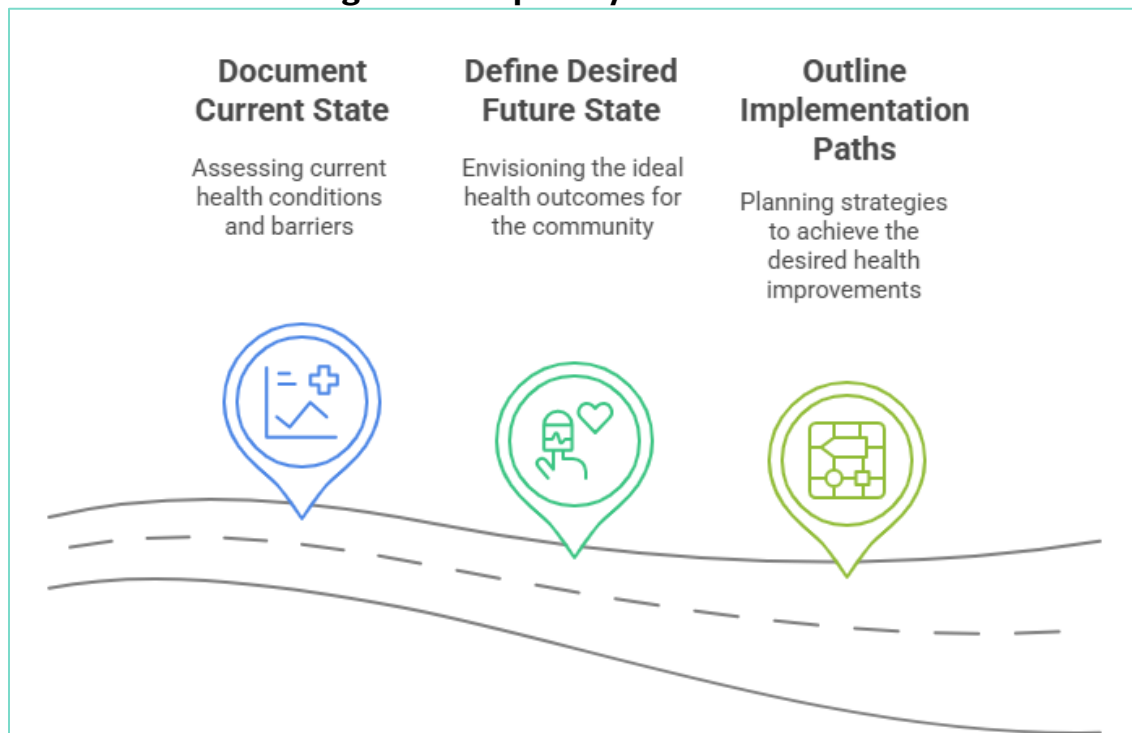 Document
Current State
Assessing current
health conditions
and barriers
Define Desired
Future State
Envisioning the ideal
health outcomes for
the community
Outline
Implementation
Paths
Planning strategies
to achieve the
desired health
improvements